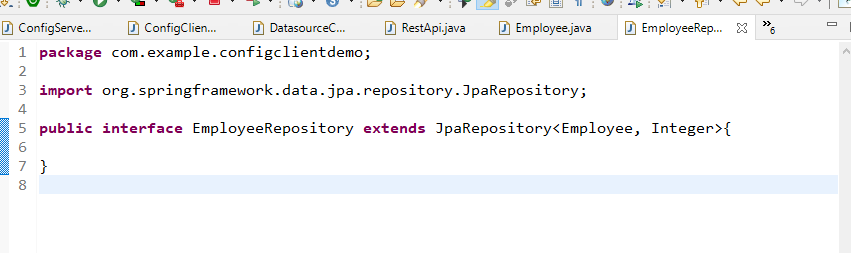 ConfigServe... ConfigClien... DatasourceC... RestApi.java Employee.java EmployeeRep... »6
1 package com.example.configclientdemo;
2
3 import org.springframework.data.jpa.repository.JpaRepository;
4
5 public interface EmployeeRepository extends JpaRepository<Employee, Integer>{
6
7 }
8